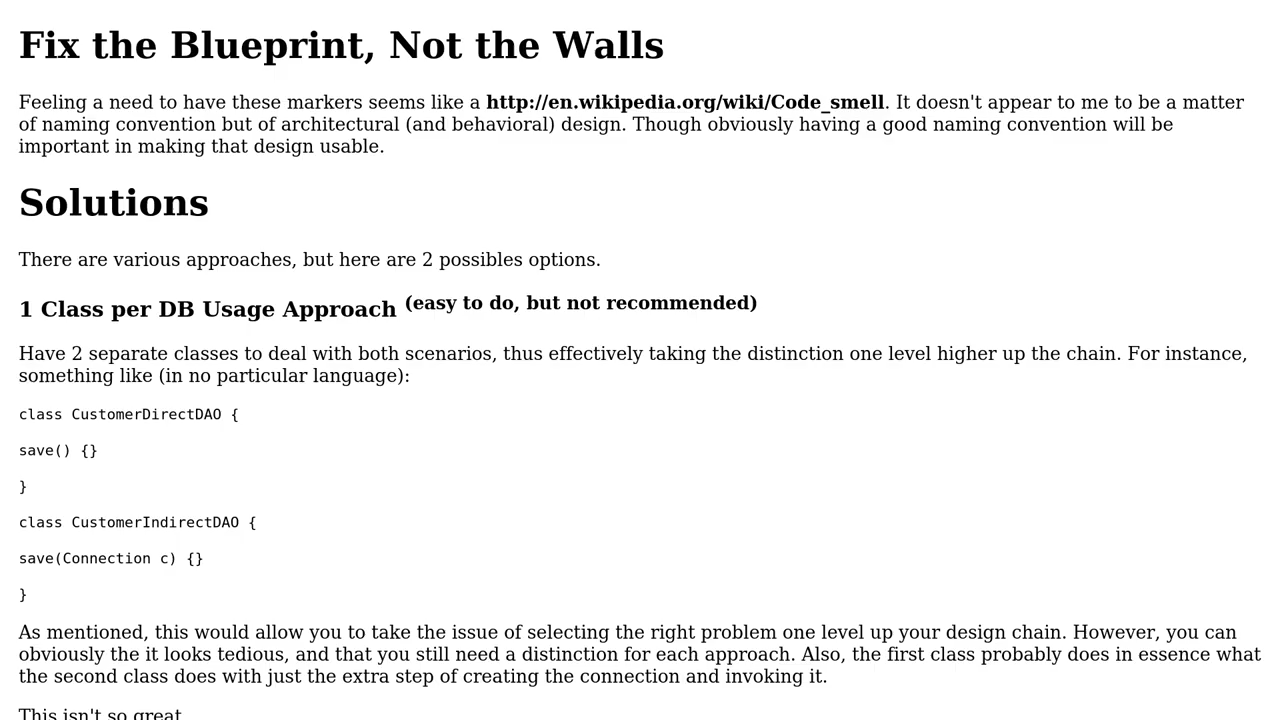 Fix the Blueprint, Not the Walls
Feeling a need to have these markers seems like a http://en.wikipedia.org/wiki/Code_smell. It doesn't appear to me to be a matter
of naming convention but of architectural (and behavioral) design. Though obviously having a good naming convention will be
important in making that design usable.
Solutions
There are various approaches, but here are 2 possibles options.
1 Class per DB Usage Approach (easy to do, but not recommended)
Have 2 separate classes to deal with both scenarios, thus effectively taking the distinction one level higher up the chain. For instance,
something like (in no particular language):
class CustomerDirectDAO {
save() {}
}
class CustomerIndirectDAO {
save(Connection c) {}
}
As mentioned, this would allow you to take the issue of selecting the right problem one level up your design chain. However, you can
obviously the it looks tedious, and that you still need a distinction for each approach. Also, the first class probably does in essence what
the second class does with just the extra step of creating the connection and invoking it.
This isn't so great